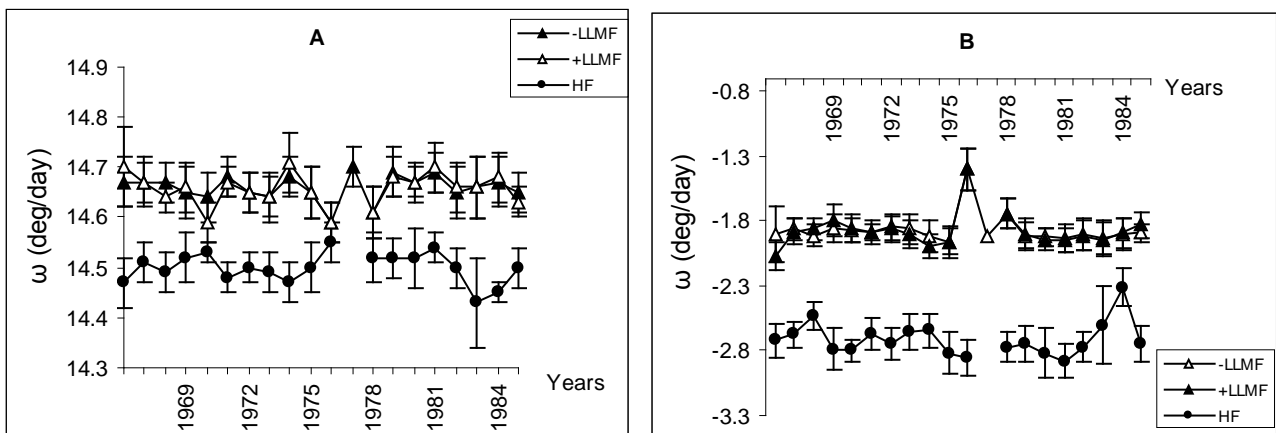 A
-LLMF
+LLMF
HF
ω (deg/day)
14.9
14.8
14.7
14.6
14.5
14.4
14.3
1969
1972
1975
1978
1981
1984
Years
B
Years
ω (deg/day)
-0.8
-1.3
-1.8
-2.3
-2.8
-3.3
1969
1972
1975
1978
1981
1984
-LLMF
+LLMF
HF